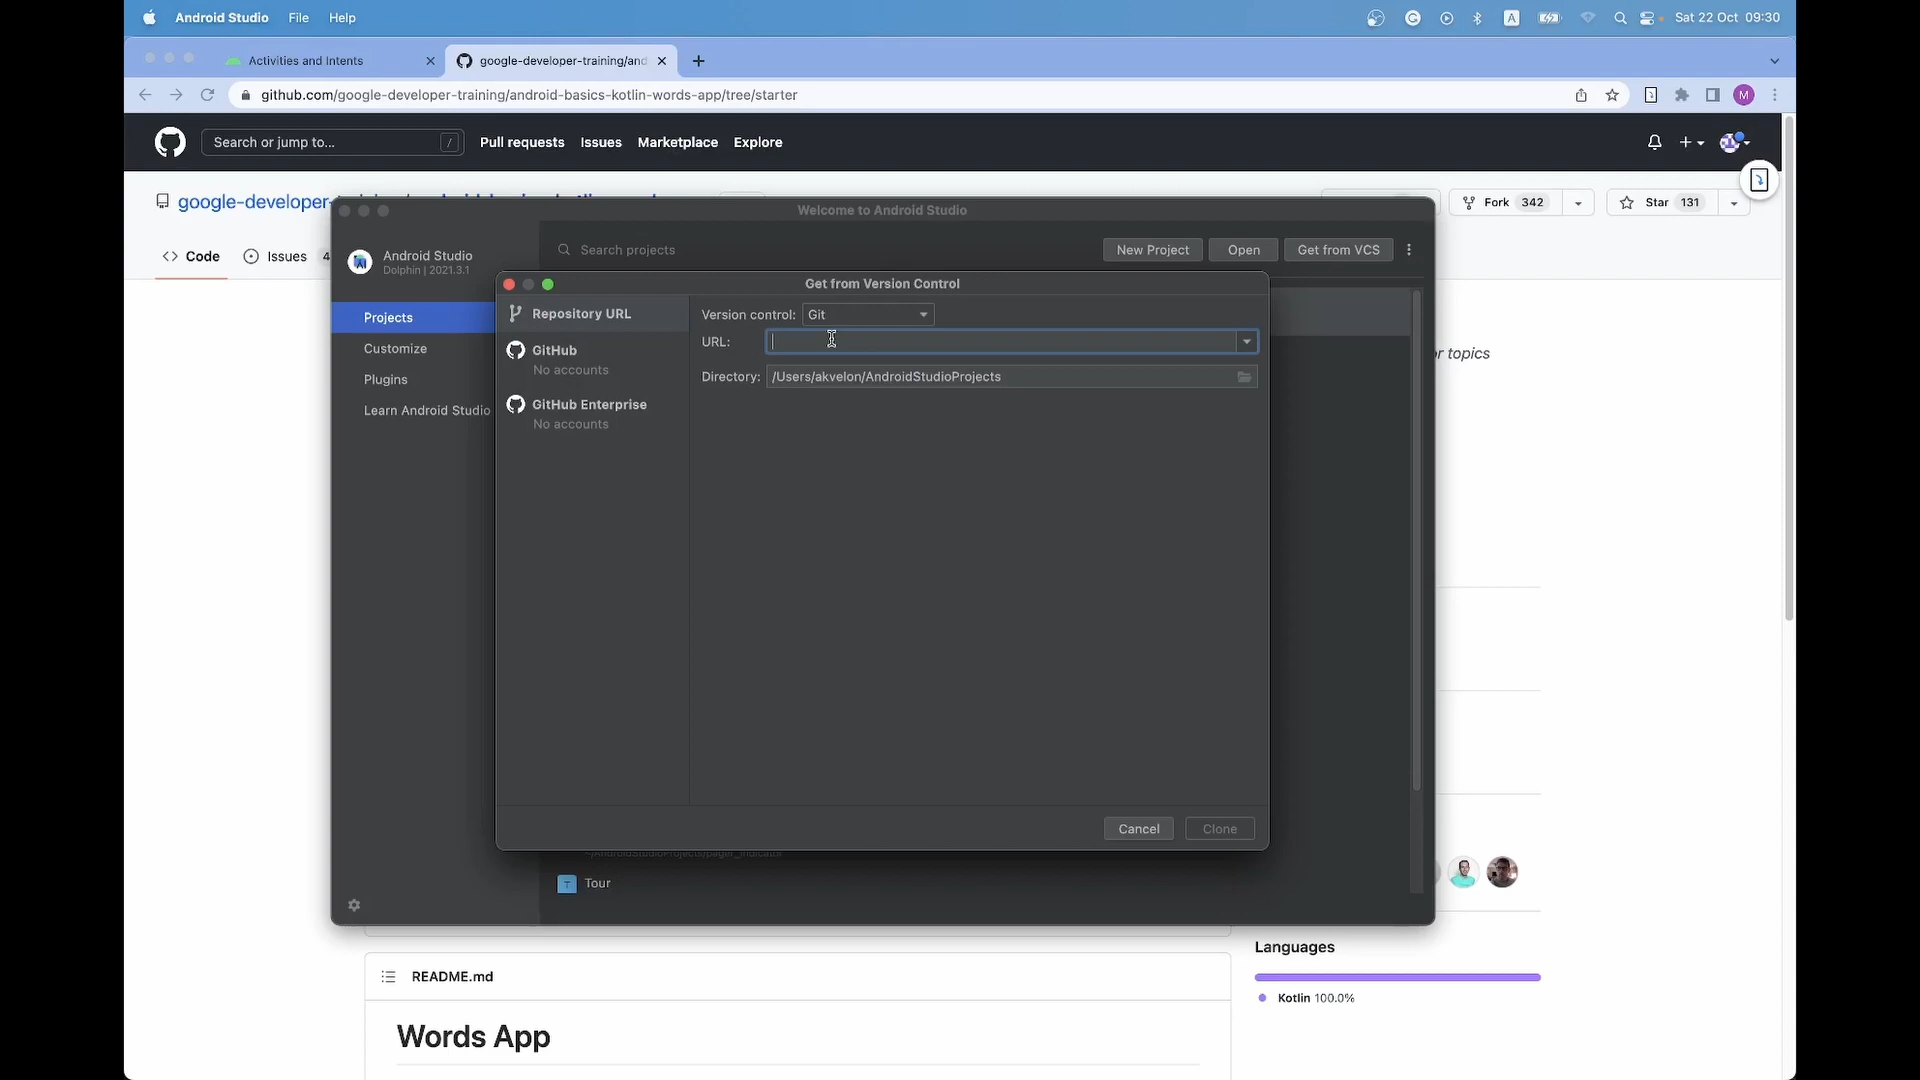 Android Studio File Help A Sat 22 Oct 09:30
Activities and Intents google-developer-training/and
github.com/google-developer-training/android-basics-kotlin-words-app/tree/starter M
Search or jump to... / Pull requests Issues Marketplace Explore
google-developer-
Fork 342 Star 131
Code Issues 4
Welcome to Android Studio
Android Studio
Dolphin | 2021.3.1
Search projects New Project Open Get from VCS
Projects
Customize
Plugins
Learn Android Studio
Get from Version Control
Repository URL
GitHub
No accounts
GitHub Enterprise
No accounts
Version control: Git
URL:
Directory: /Users/akvelon/AndroidStudioProjects
Cancel Clone
or topics
~/AndroidStudioProjects/pager_indicator
T Tour
Languages
Kotlin 100.0%
README.md
Words App